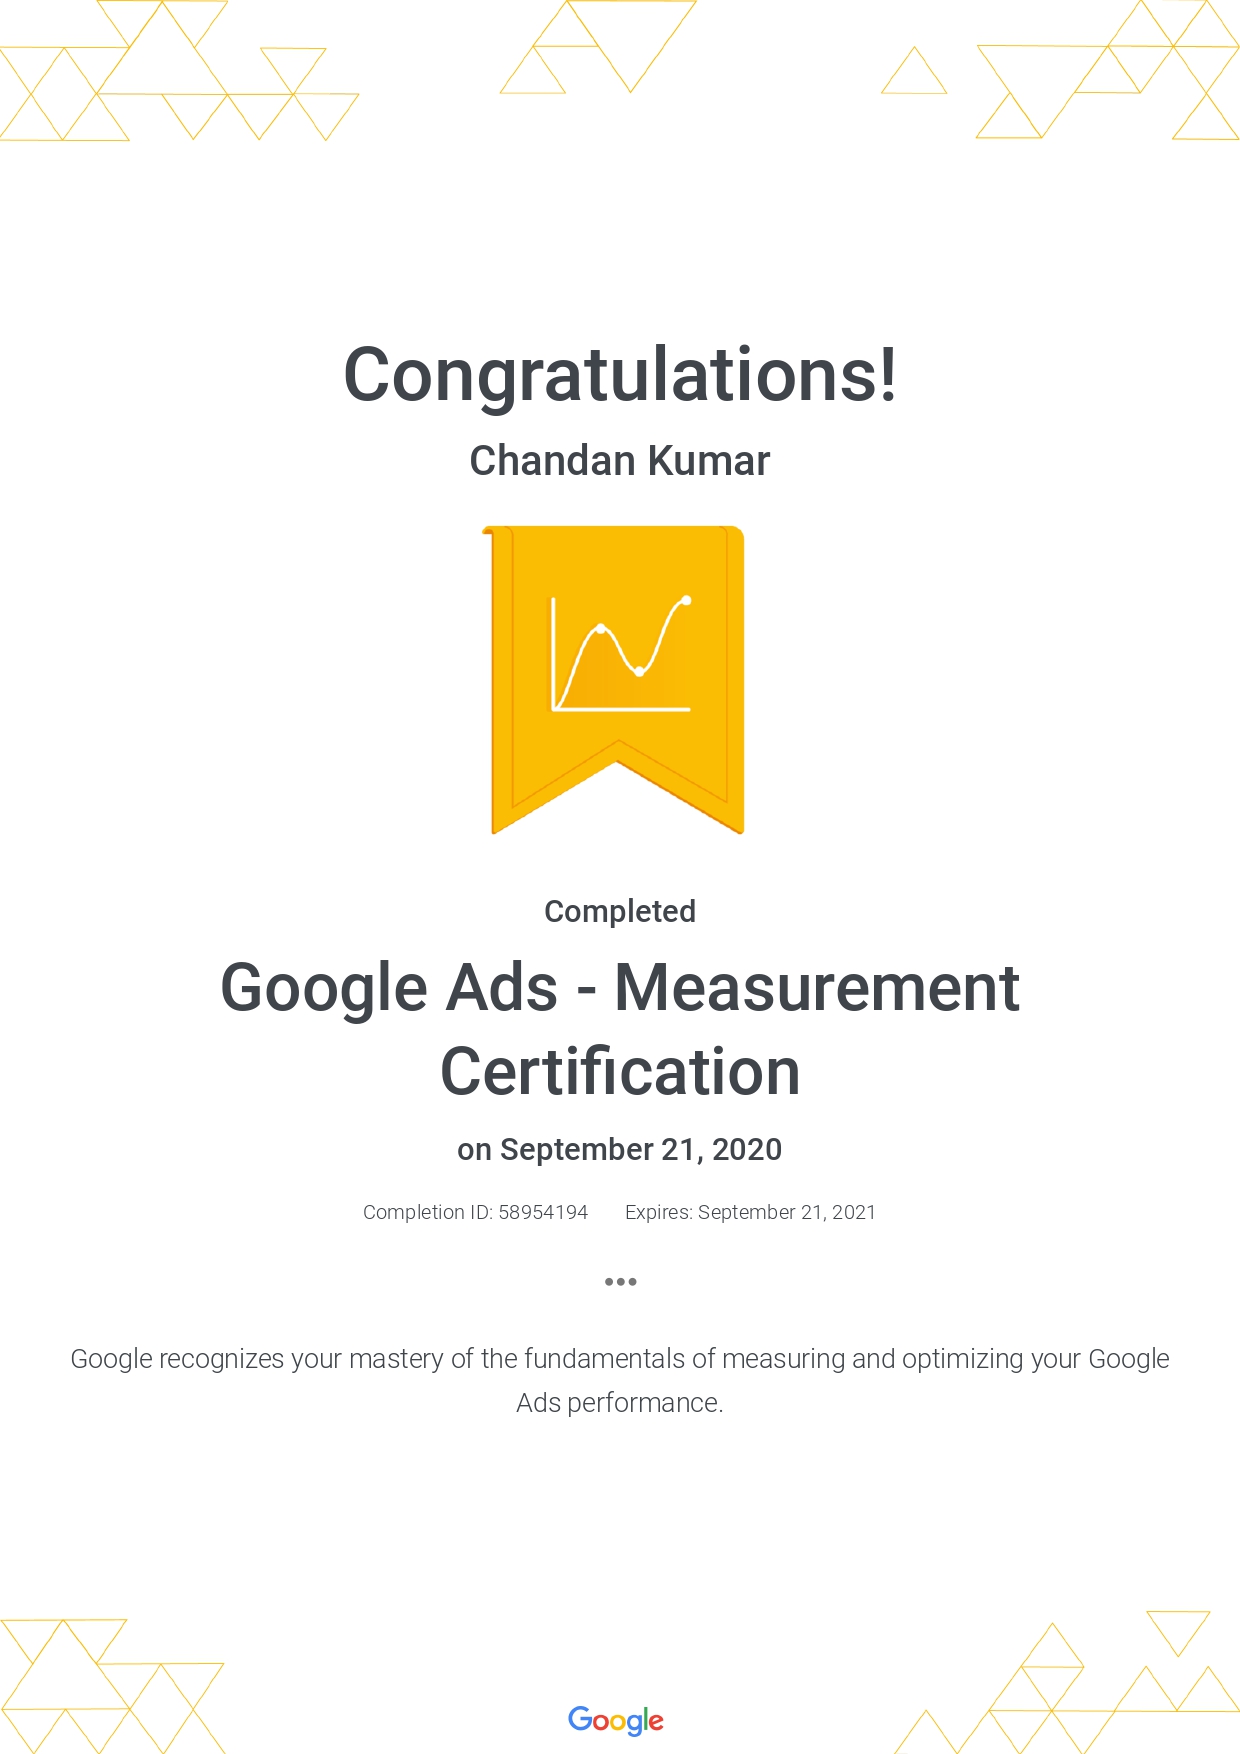 Congratulations!
Chandan Kumar
Completed
Google Ads - Measurement
Certification
on September 21, 2020
Completion ID: 58954194 Expires: September 21, 2021
•••
Google recognizes your mastery of the fundamentals of measuring and optimizing your Google
Ads performance.
Google